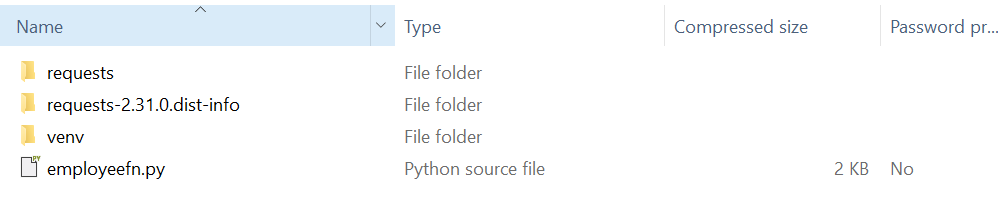 Name Type Compressed size Password pr...
requests File folder
requests-2.31.0.dist-info File folder
venv File folder
employeefn.py Python source file 2 KB No